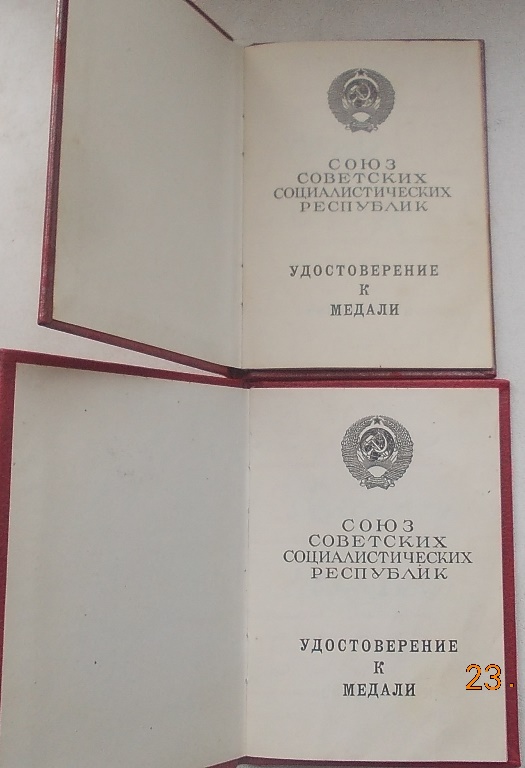 СОЮЗ
СОВЕТСКИХ
СОЦИАЛИСТИЧЕСКИХ
РЕСПУБЛИК
УДОСТОВЕРЕНИЕ
К
МЕДАЛИ
СОЮЗ
СОВЕТСКИХ
СОЦИАЛИСТИЧЕСКИХ
РЕСПУБЛИК
УДОСТОВЕРЕНИЕ
К
МЕДАЛИ
23.